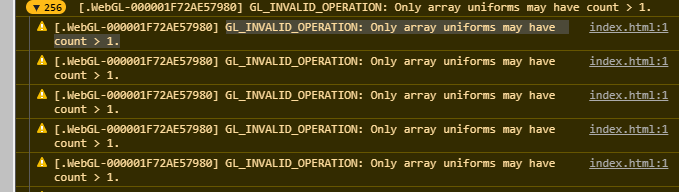 256 [.WebGL-000001F72AE57980] GL_INVALID_OPERATION: Only array uniforms may have count > 1.
[.WebGL-000001F72AE57980] GL_INVALID_OPERATION: Only array uniforms may have index.html:1
count > 1.
[.WebGL-000001F72AE57980] GL_INVALID_OPERATION: Only array uniforms may have index.html:1
count > 1.
[.WebGL-000001F72AE57980] GL_INVALID_OPERATION: Only array uniforms may have index.html:1
count > 1.
[.WebGL-000001F72AE57980] GL_INVALID_OPERATION: Only array uniforms may have index.html:1
count > 1.
[.WebGL-000001F72AE57980] GL_INVALID_OPERATION: Only array uniforms may have index.html:1
count > 1.